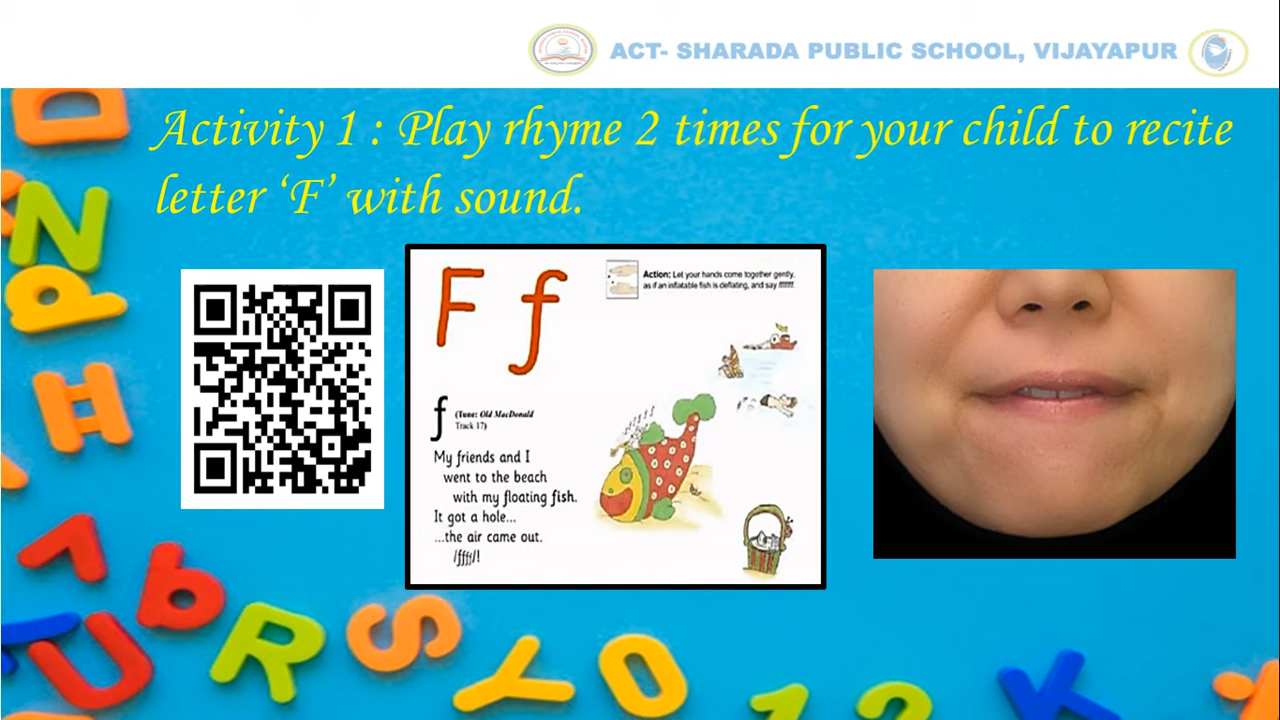 ACT- SHARADA PUBLIC SCHOOL, VIJAYAPUR
Activity 1 : Play rhyme 2 times for your child to recite
letter ‘F’ with sound.
F f
Action: Let your hands come together gently,
as if an inflatable fish is deflating, and say ffffff.
f
(Tune: Old MacDonald
Track 17)
My friends and I
went to the beach
with my floating fish.
It got a hole...
...the air came out.
/ffff/!